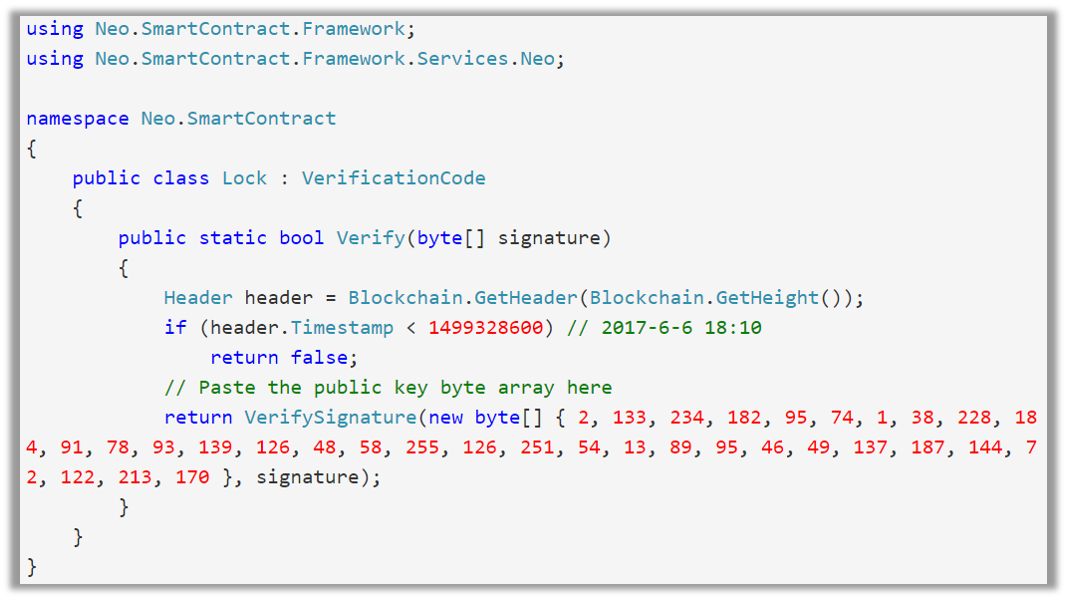 using Neo.SmartContract.Framework;
using Neo.SmartContract.Framework.Services.Neo;
namespace Neo.SmartContract
{
public class Lock : VerificationCode
{
public static bool Verify(byte[] signature)
{
Header header = Blockchain.GetHeader(Blockchain.GetHeight());
if (header.Timestamp < 1499328600) // 2017-6-6 18:10
return false;
// Paste the public key byte array here
return VerifySignature(new byte[] { 2, 133, 234, 182, 95, 74, 1, 38, 228, 18
4, 91, 78, 93, 139, 126, 48, 58, 255, 126, 251, 54, 13, 89, 95, 46, 49, 137, 187, 144, 7
2, 122, 213, 170 }, signature);
}
}
}